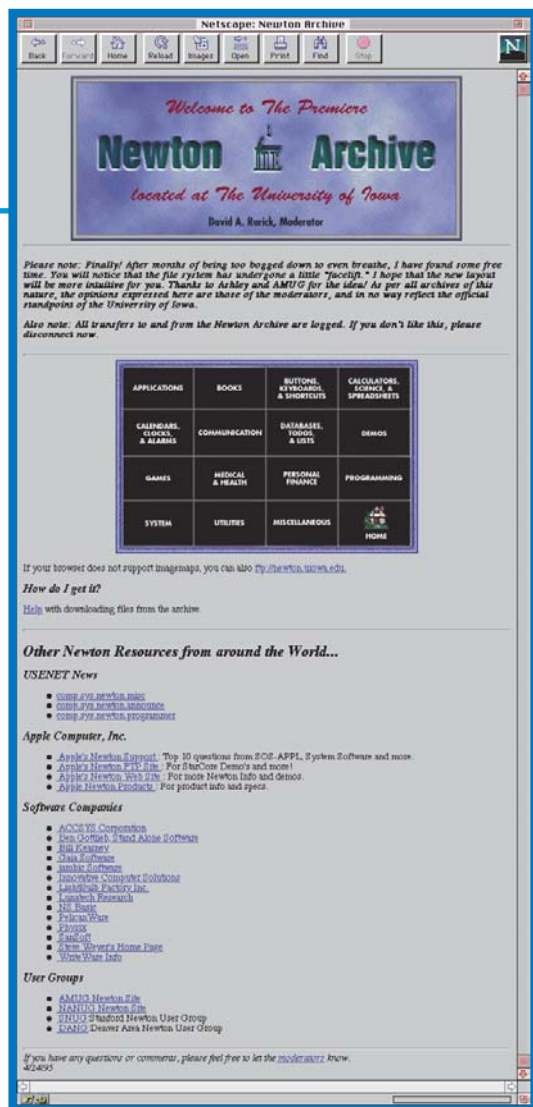 Netscape: Newton Archive
Back Forward Home Reload Images Open Print Find Stop
N
Welcome to The Premiere
Newton Archive
located at The University of Iowa
David A. Rorick, Moderator
Please note: Finally! After months of being too bogged down to even breathe, I have found some free
time. You will notice that the file system has undergone a little "facelift." I hope that the new layout
will be more intuitive for you. Thanks to Ashley and AMUG for the idea! As per all archives of this
nature, the opinions expressed here are those of the moderators, and in no way reflect the official
standpoint of the University of Iowa.
Also note: All transfers to and from the Newton Archive are logged. If you don't like this, please
disconnect now.
APPLICATIONS
BOOKS
BUTTONS,
KEYBOARDS,
& SHORTCUTS
CALCULATORS,
SCIENCE, &
SPREADSHEETS
CALENDARS,
CLOCKS,
& ALARMS
COMMUNICATION
DATABASES,
TODOS,
& LISTS
DEMOS
GAMES
MEDICAL
& HEALTH
PERSONAL
FINANCE
PROGRAMMING
SYSTEM
UTILITIES
MISCELLANEOUS
HOME
If your browser does not support imagemaps, you can also ftp://newton.uiowa.edu.
How do I get it?
Help with downloading files from the archive
Other Newton Resources from around the World...
USENET News
comp.sys.newton.misc
comp.sys.newton.announce
comp.sys.newton.programmer
Apple Computer, Inc.
Apple's Newton Support: Top 10 questions from SOS-APPL, System Software and more.
Apple's Newton FTP Site: For StarCore Demo's and more!
Apple's Newton Web Site: For more Newton Info and demos.
Apple Newton Products: For product info and specs.
Software Companies
ACCSYS Corporation
Ben Gottlieb, Stand Alone Software
Bill Kearney
Gaia Software
iambic Software
Innovative Computer Solutions
LightBulb Factory Inc.
Lunatech Research
NS Basic
PelicanWare
Physix
SanSoft
Steve Weyer's Home Page
WriteWare Info
User Groups
AMUG Newton Site
NANUG Newton Site
SNUG Stanford Newton User Group
DANG Denver Area Newton User Group
If you have any questions or comments, please feel free to let the moderators know.
4/24/95